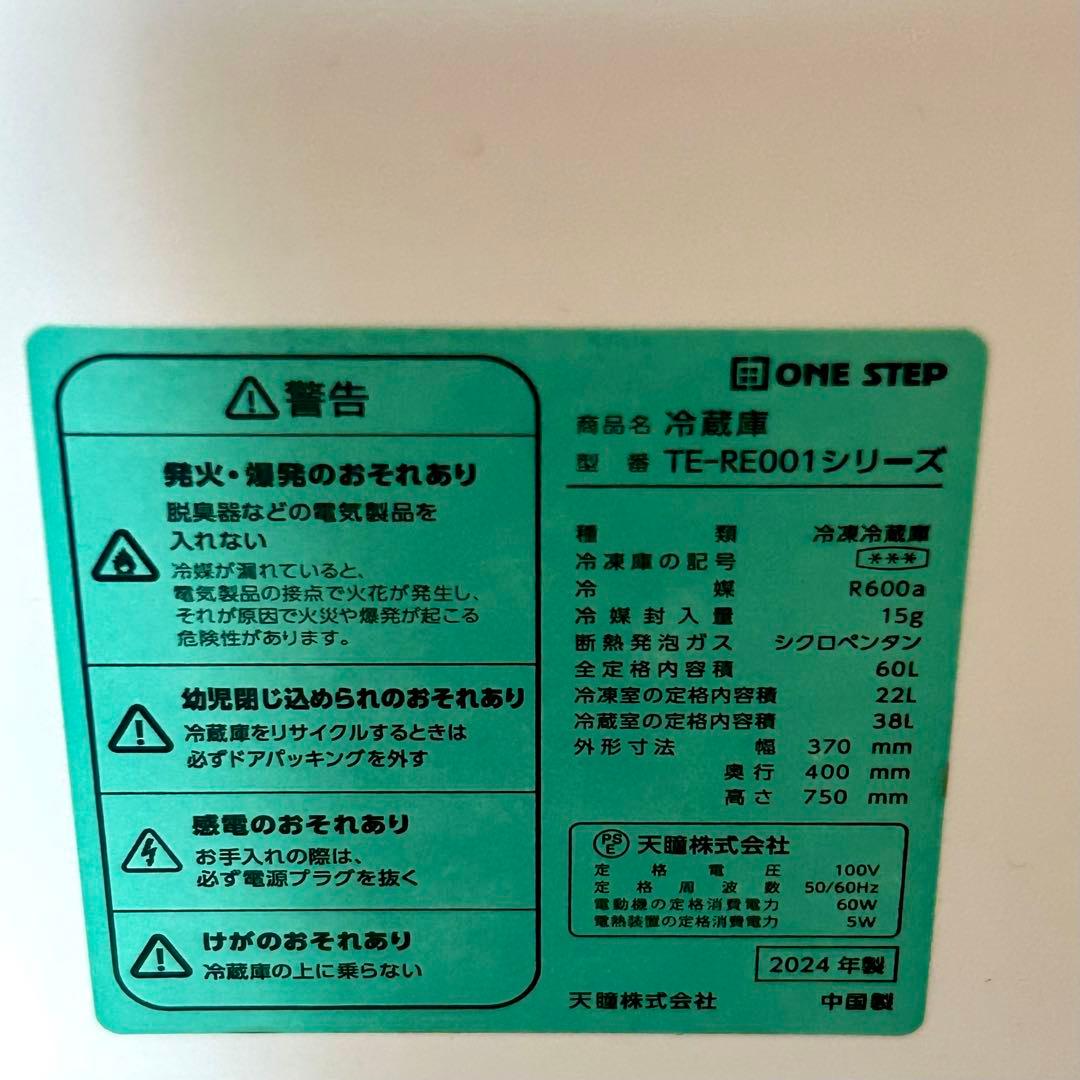 警告
発火・爆発のおそれあり
脱臭器などの電気製品を
入れない
冷媒が漏れていると、
電気製品の接点で火花が発生し、
それが原因で火災や爆発が起こる
危険性があります。
幼児閉じ込められのおそれあり
冷蔵庫をリサイクルするときは
必ずドアパッキングを外す
感電のおそれあり
お手入れの際は、
必ず電源プラグを抜く
けがのおそれあり
冷蔵庫の上に乗らない
ONE STEP
商品名 冷蔵庫
型番 TE-RE001シリーズ
種類 冷凍冷蔵庫
冷凍庫の記号 ***
冷媒 R600a
冷媒封入量 15g
断熱発泡ガス シクロペンタン
全定格内容積 60L
冷凍室の定格内容積 22L
冷蔵室の定格内容積 38L
外形寸法 幅 370 mm
奥行 400 mm
高さ 750 mm
PSE 天瞳株式会社
定格電圧 100V
定格周波数 50/60Hz
電動機の定格消費電力 60W
電熱装置の定格消費電力 5W
2024 年製
天瞳株式会社 中国製